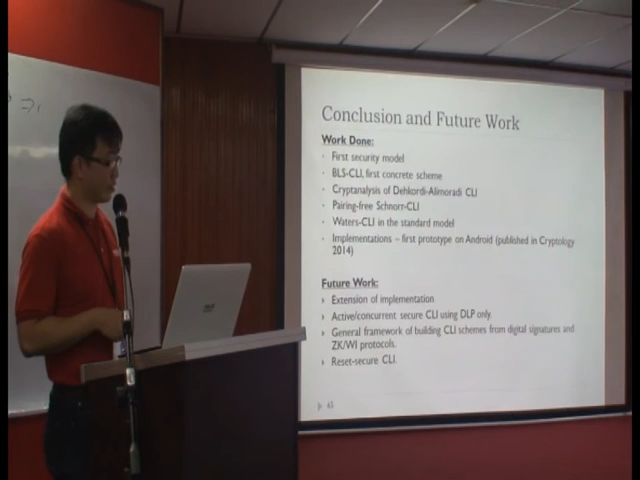 Conclusion and Future Work
Work Done:
First security model
BLS-CLI, first concrete scheme
Cryptanalysis of Dehkordi-Alimoradi CLI
Pairing-free Schnorr-CLI
Waters-CLI in the standard model
Implementations – first prototype on Android (published in Cryptology
2014)
Future Work:
Extension of implementation
Active/concurrent secure CLI using DLP only.
General framework of building CLI schemes from digital signatures and
ZK/WI protocols.
Reset-secure CLI.